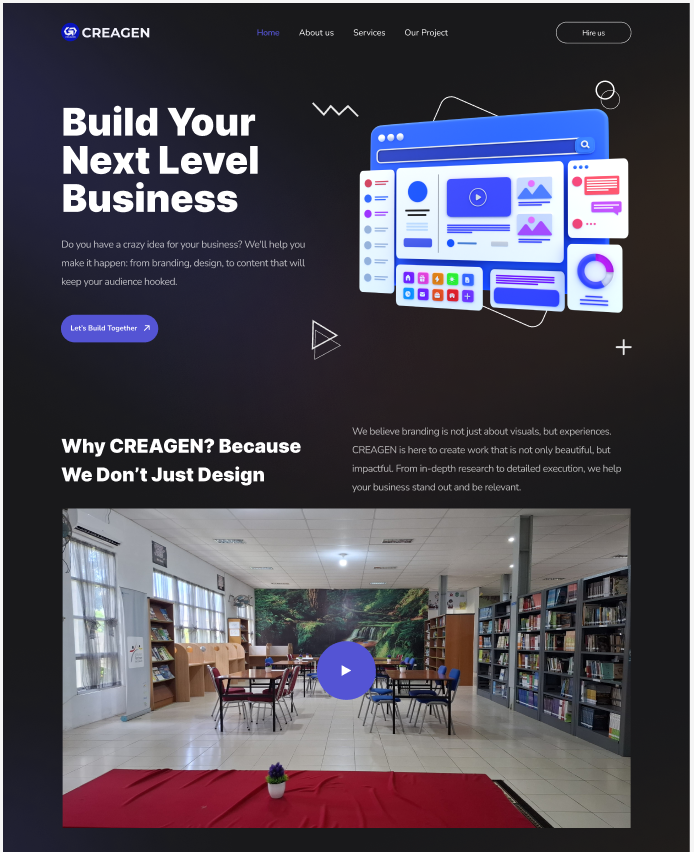 CREAGEN
Home
About us
Services
Our Project
Hire us
Build Your
Next Level
Business
Do you have a crazy idea for your business? We'll help you
make it happen: from branding, design, to content that will
keep your audience hooked.
Let's Build Together
Why CREAGEN? Because
We Don't Just Design
We believe branding is not just about visuals, but experiences.
CREAGEN is here to create work that is not only beautiful, but
impactful. From in-depth research to detailed execution, we help
your business stand out and be relevant.